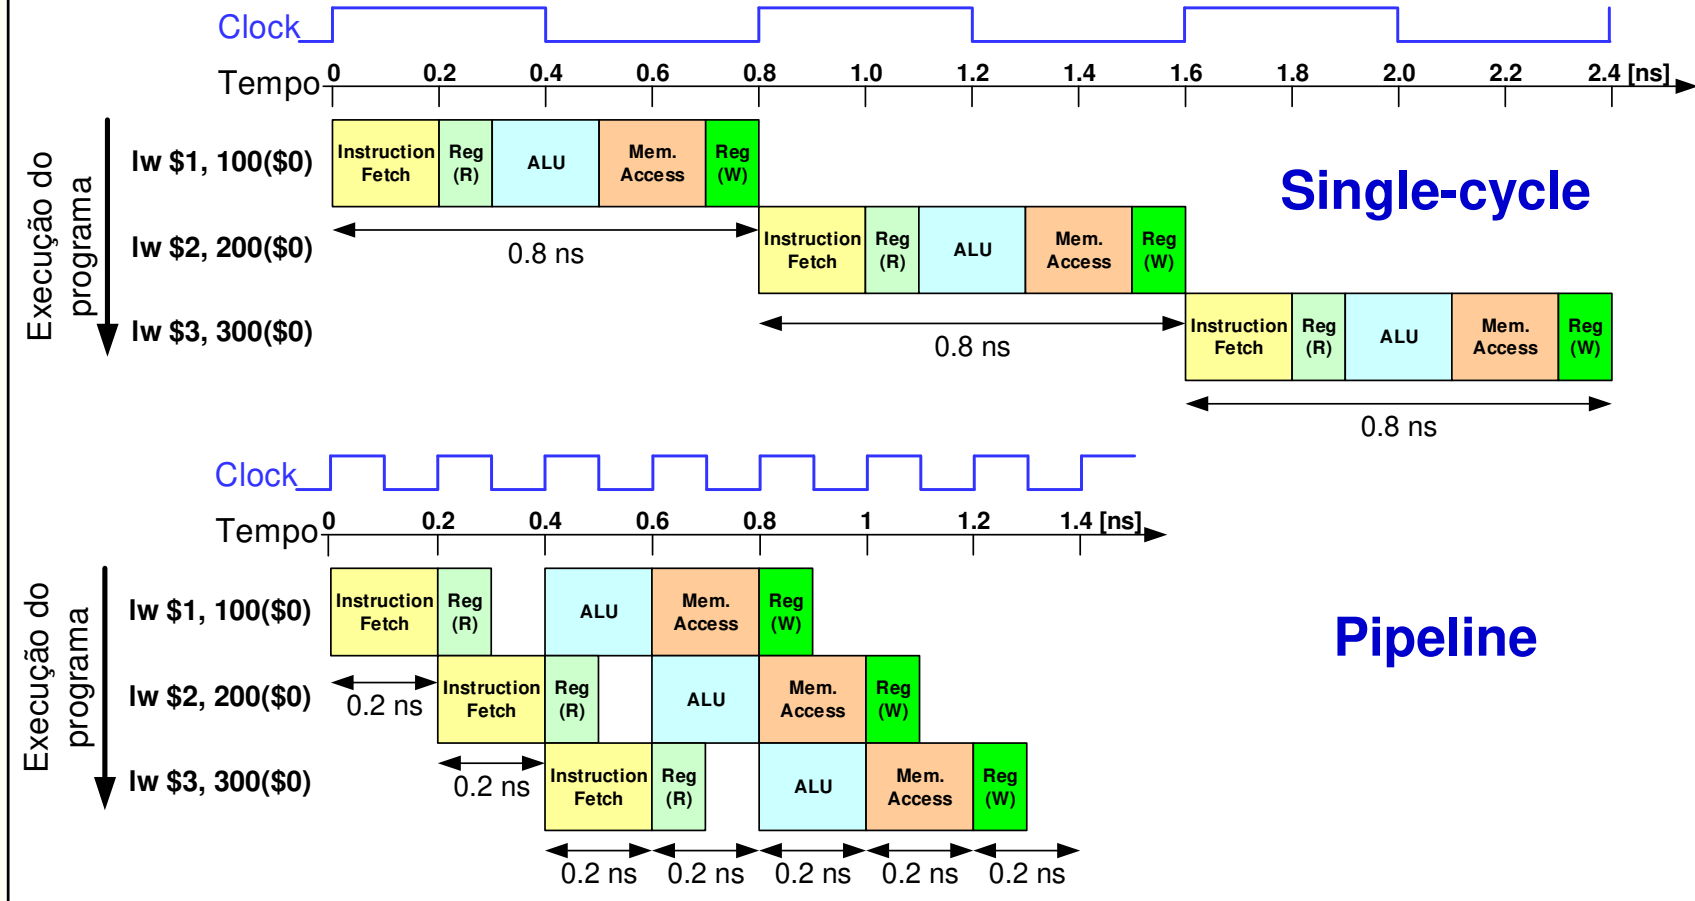 Clock
Tempo 0 0.2 0.4 0.6 0.8 1.0 1.2 1.4 1.6 1.8 2.0 2.2 2.4 [ns]
Execução do
programa
lw $1, 100($0)
Instruction
Fetch
Reg
(R)
ALU
Mem.
Access
Reg
(W)
Single-cycle
0.8 ns
lw $2, 200($0)
Instruction
Fetch
Reg
(R)
ALU
Mem.
Access
Reg
(W)
0.8 ns
lw $3, 300($0)
Instruction
Fetch
Reg
(R)
ALU
Mem.
Access
Reg
(W)
0.8 ns
Clock
Tempo 0 0.2 0.4 0.6 0.8 1 1.2 1.4 [ns]
Execução do
programa
lw $1, 100($0)
Instruction
Fetch
Reg
(R)
ALU
Mem.
Access
Reg
(W)
Pipeline
0.2 ns
lw $2, 200($0)
Instruction
Fetch
Reg
(R)
ALU
Mem.
Access
Reg
(W)
0.2 ns
lw $3, 300($0)
Instruction
Fetch
Reg
(R)
ALU
Mem.
Access
Reg
(W)
0.2 ns 0.2 ns 0.2 ns 0.2 ns 0.2 ns